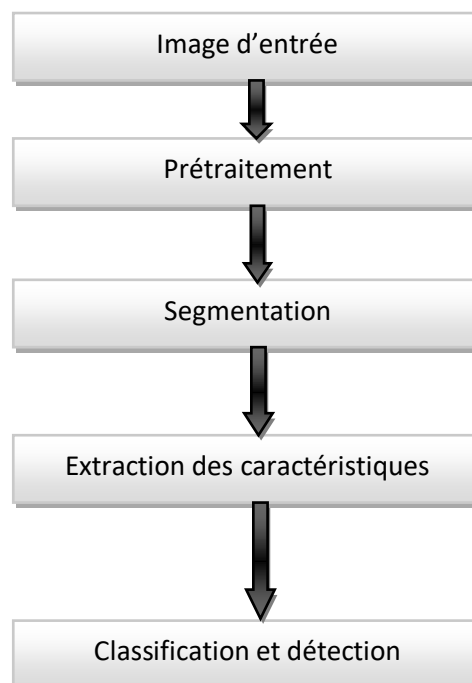 Image d’entrée
Prétraitement
Segmentation
Extraction des caractéristiques
Classification et détection